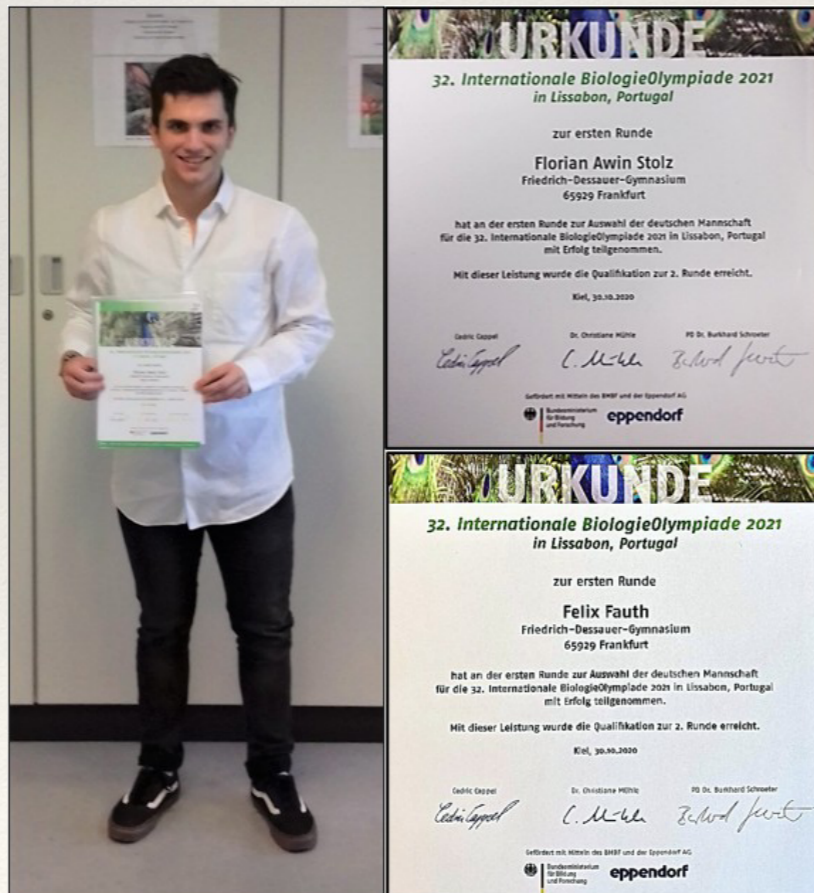 URKUNDE
32. Internationale BiologieOlympiade 2021
in Lissabon, Portugal
zur ersten Runde
Florian Awin Stolz
Friedrich-Dessauer-Gymnasium
65929 Frankfurt
hat an der ersten Runde zur Auswahl der deutschen Mannschaft
für die 32. Internationale BiologieOlympiade 2021 in Lissabon, Portugal
mit Erfolg teilgenommen.
Mit dieser Leistung wurde die Qualifikation zur 2. Runde erreicht.
Kiel, 30.10.2020
Cedric Cappel Dr. Christiane Mühle PD Dr. Burkhard Schroeter
Gefördert mit Mitteln des BMBF und der Eppendorf AG
Bundesministerium
für Bildung
und Forschung
eppendorf
URKUNDE
32. Internationale BiologieOlympiade 2021
in Lissabon, Portugal
zur ersten Runde
Felix Fauth
Friedrich-Dessauer-Gymnasium
65929 Frankfurt
hat an der ersten Runde zur Auswahl der deutschen Mannschaft
für die 32. Internationale BiologieOlympiade 2021 in Lissabon, Portugal
mit Erfolg teilgenommen.
Mit dieser Leistung wurde die Qualifikation zur 2. Runde erreicht.
Kiel, 30.10.2020
Cedric Cappel Dr. Christiane Mühle PD Dr. Burkhard Schroeter
Gefördert mit Mitteln des BMBF und der Eppendorf AG
Bundesministerium
für Bildung
und Forschung
eppendorf